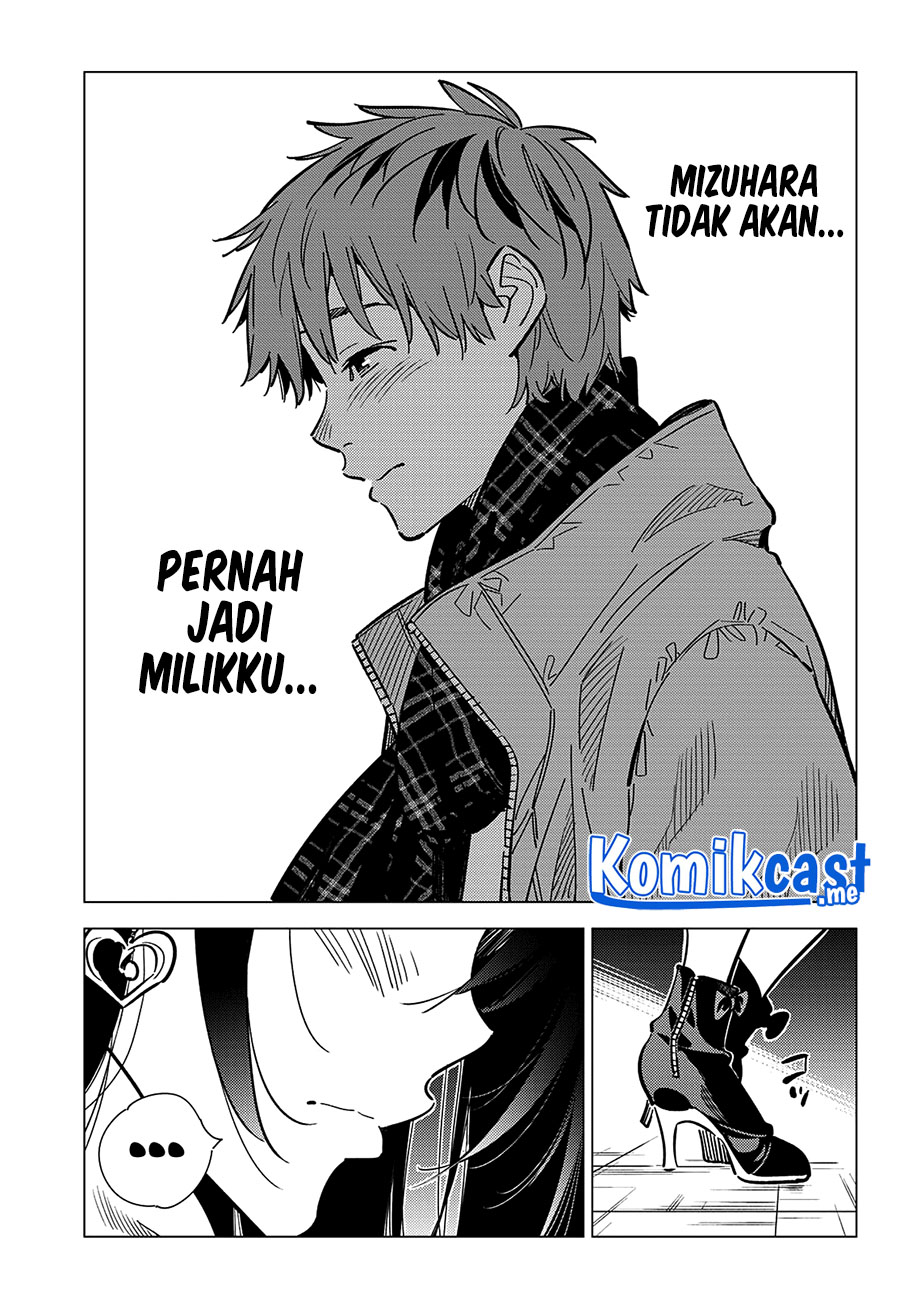 MIZUHARA
TIDAK AKAN...
PERNAH
JADI
MILIKKU...
Komikcast
.me
...